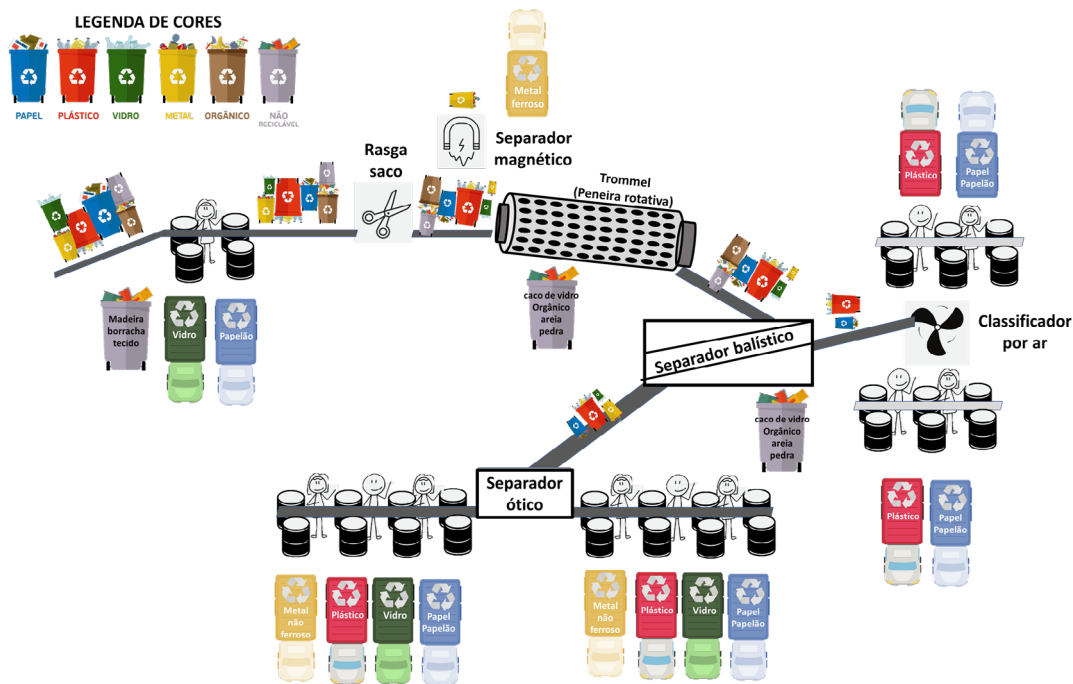 LEGENDA DE CORES
PAPEL
PLÁSTICO
VIDRO
METAL
ORGÂNICO
NÃO
RECICLÁVEL
Metal
ferroso
Separador
magnético
Rasga
saco
Trommel
(Peneira rotativa)
Plástico
Papel
Papelão
Madeira
borracha
tecido
Vidro
Papelão
caco de vidro
Orgânico
areia
pedra
Separador balístico
Classificador
por ar
caco de vidro
Orgânico
areia
pedra
Separador
ótico
Plástico
Papel
Papelão
Metal
não
ferroso
Plástico
Vidro
Papel
Papelão
Metal
não
ferroso
Plástico
Vidro
Papel
Papelão